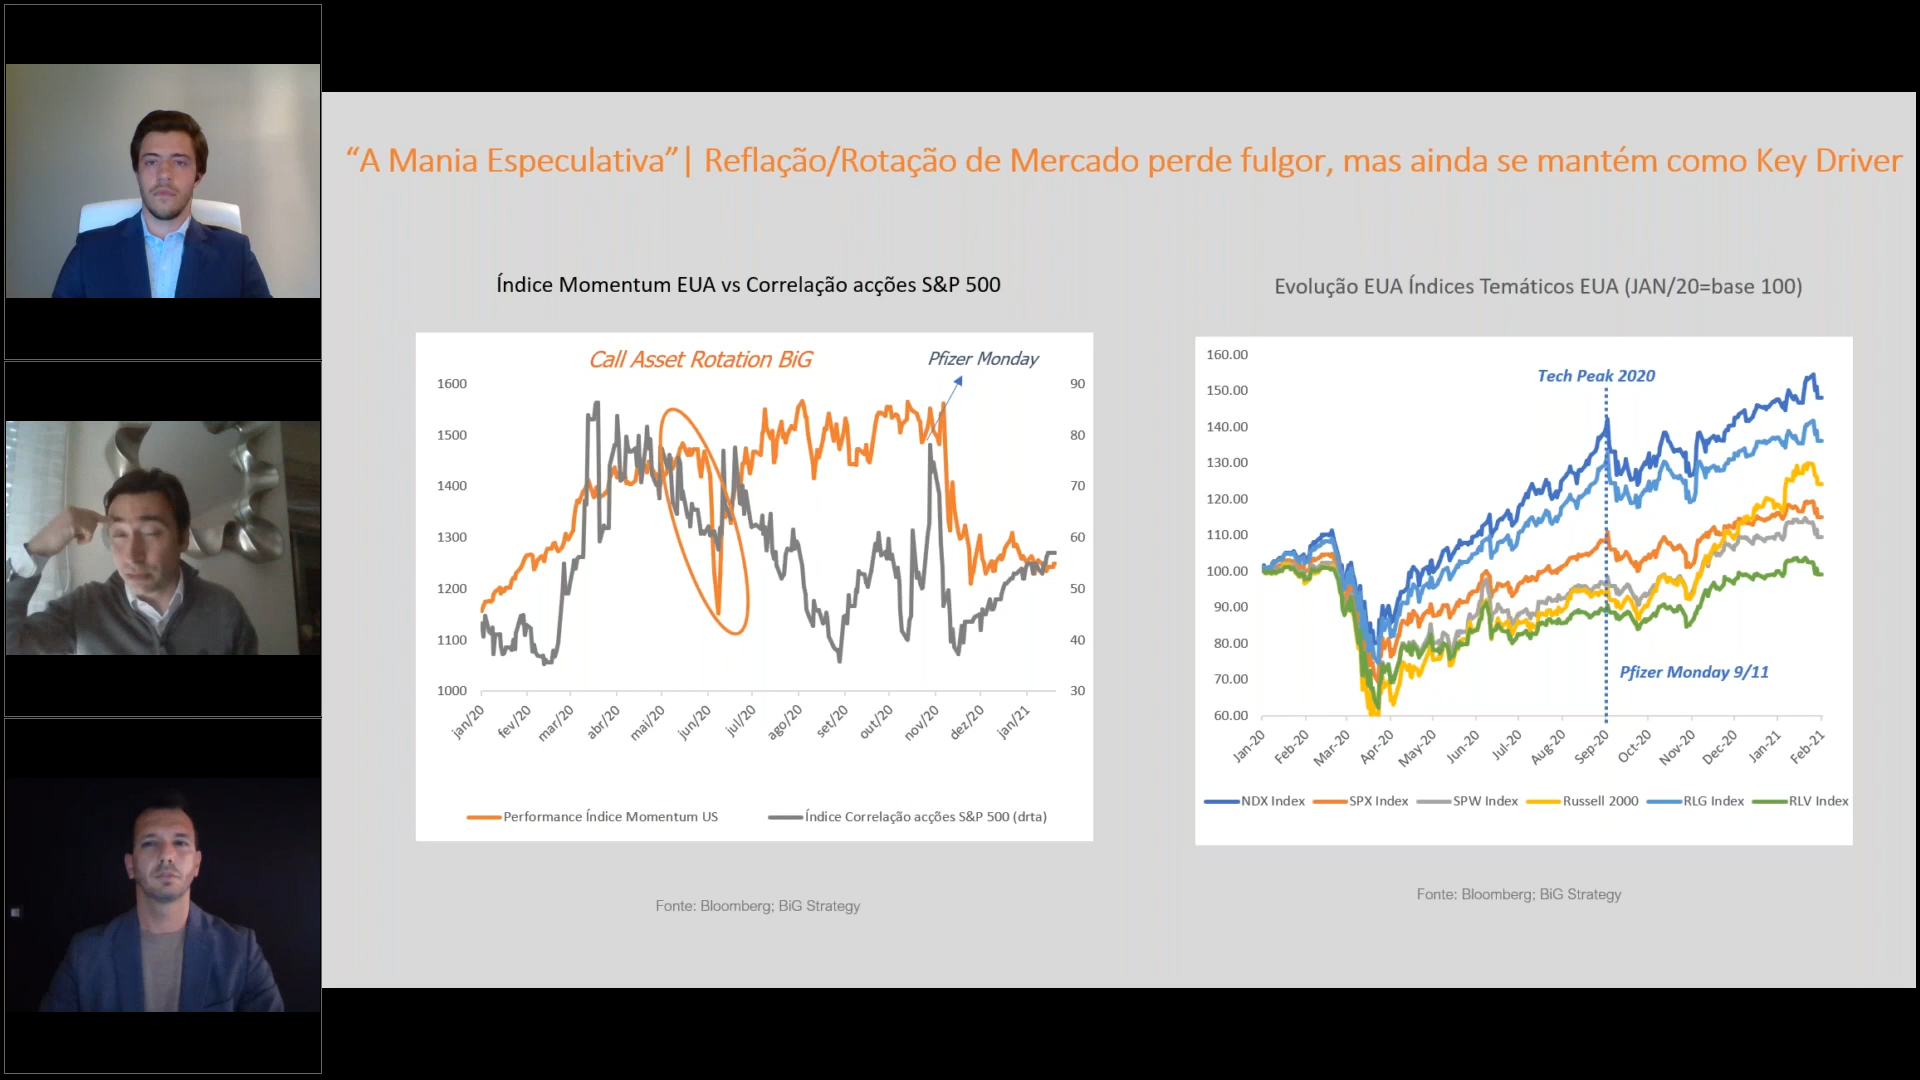 “A Mania Especulativa”| Reflação/Rotação de Mercado perde fulgor, mas ainda se mantém como Key Driver
Índice Momentum EUA vs Correlação acções S&P 500
Call Asset Rotation BiG
Pfizer Monday
1600
1500
1400
1300
1200
1100
1000
90
80
70
60
50
40
30
jan/20
fev/20
mar/20
abr/20
mai/20
jun/20
jul/20
ago/20
set/20
out/20
nov/20
dez/20
jan/21
Performance Índice Momentum US
Índice Correlação acções S&P 500 (drta)
Fonte: Bloomberg; BiG Strategy
Evolução EUA Índices Temáticos EUA (JAN/20=base 100)
Tech Peak 2020
Pfizer Monday 9/11
160.00
150.00
140.00
130.00
120.00
110.00
100.00
90.00
80.00
70.00
60.00
Jan-20
Feb-20
Mar-20
Apr-20
May-20
Jun-20
Jul-20
Aug-20
Sep-20
Oct-20
Nov-20
Dec-20
Jan-21
Feb-21
NDX Index
SPX Index
SPW Index
Russell 2000
RLG Index
RLV Index
Fonte: Bloomberg; BiG Strategy